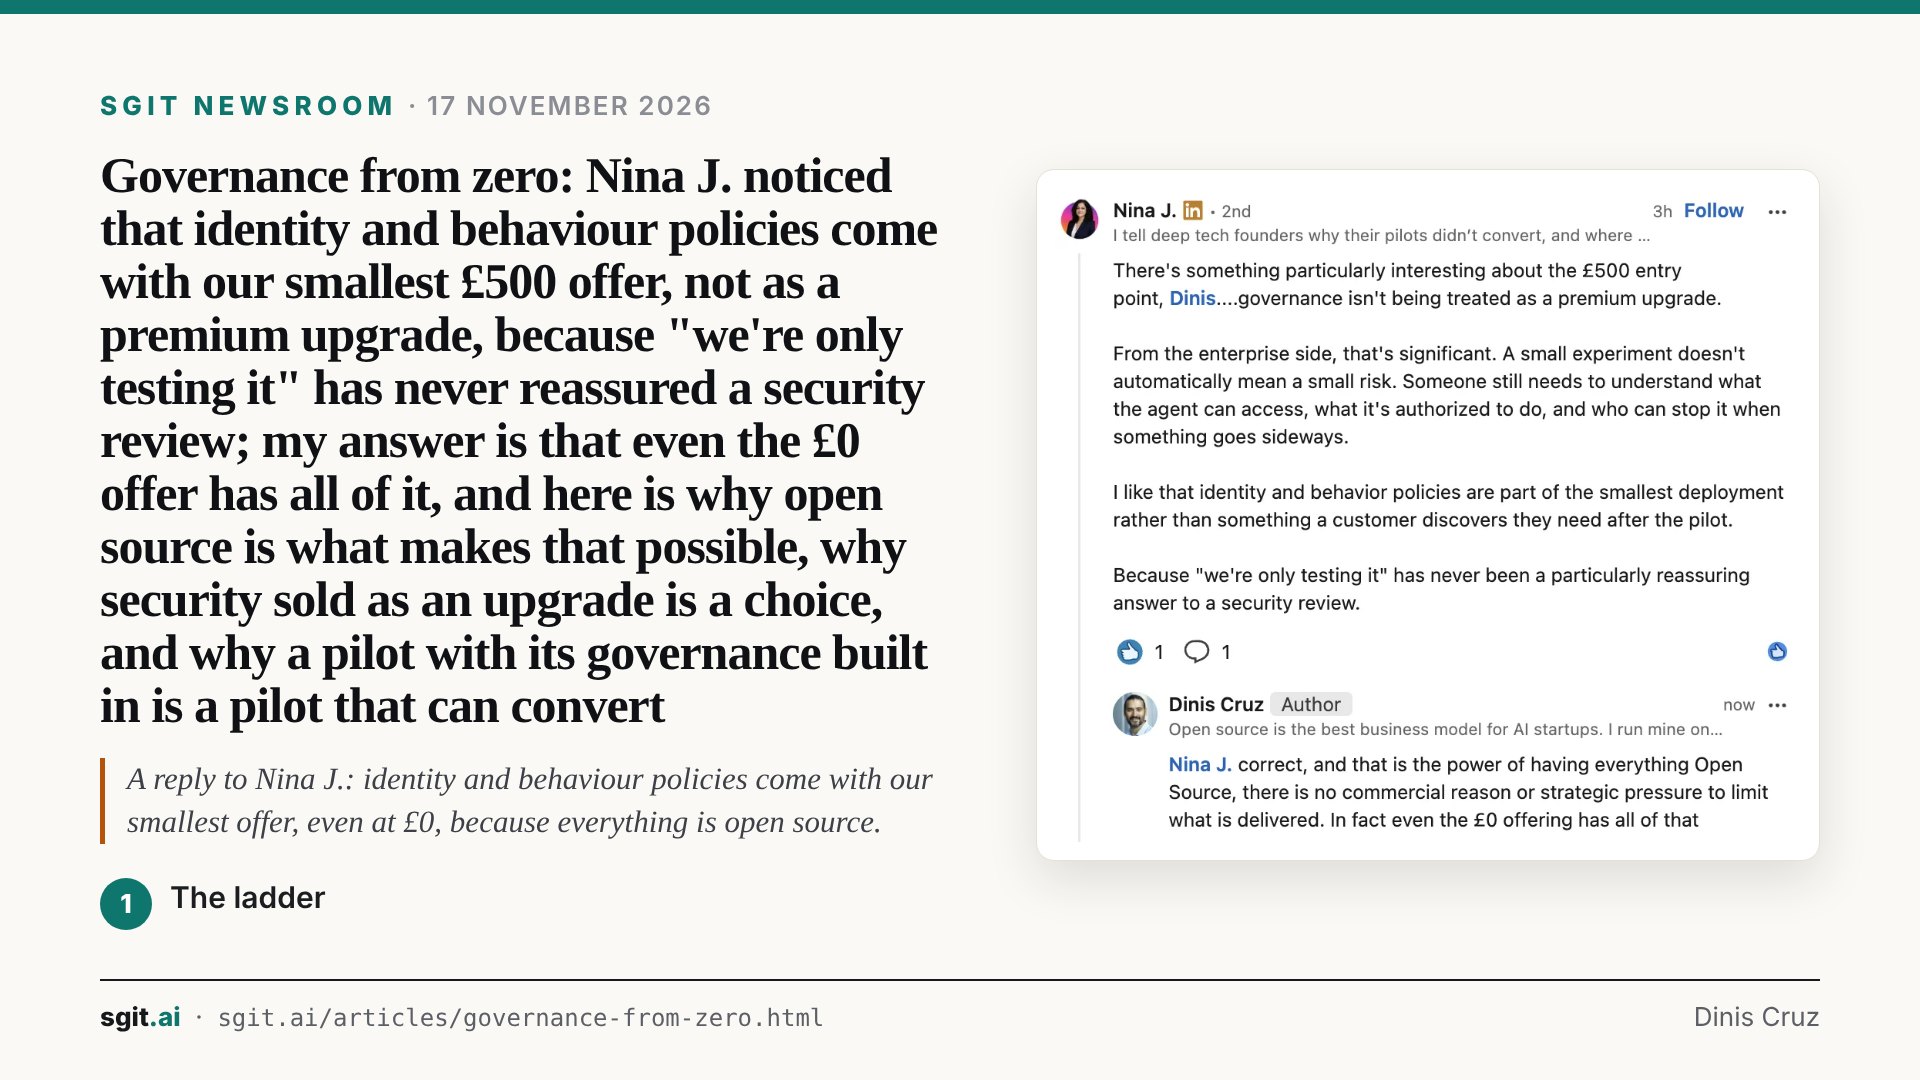 SGIT NEWSROOM · 17 NOVEMBER 2026
Governance from zero: Nina J. noticed
that identity and behaviour policies come
with our smallest £500 offer, not as a
premium upgrade, because "we're only
testing it" has never reassured a security
review; my answer is that even the £0
offer has all of it, and here is why open
source is what makes that possible, why
security sold as an upgrade is a choice,
and why a pilot with its governance built
in is a pilot that can convert
A reply to Nina J.: identity and behaviour policies come with our
smallest offer, even at £0, because everything is open source.
1 The ladder
Nina J. in · 2nd
3h Follow ···
I tell deep tech founders why their pilots didn’t convert, and where ...
There's something particularly interesting about the £500 entry
point, Dinis....governance isn't being treated as a premium upgrade.
From the enterprise side, that's significant. A small experiment doesn't
automatically mean a small risk. Someone still needs to understand what
the agent can access, what it's authorized to do, and who can stop it when
something goes sideways.
I like that identity and behavior policies are part of the smallest deployment
rather than something a customer discovers they need after the pilot.
Because "we're only testing it" has never been a particularly reassuring
answer to a security review.
1 1
Dinis Cruz Author
now ···
Open source is the best business model for AI startups. I run mine on...
Nina J. correct, and that is the power of having everything Open
Source, there is no commercial reason or strategic pressure to limit
what is delivered. In fact even the £0 offering has all of that
sgit.ai · sgit.ai/articles/governance-from-zero.html
Dinis Cruz